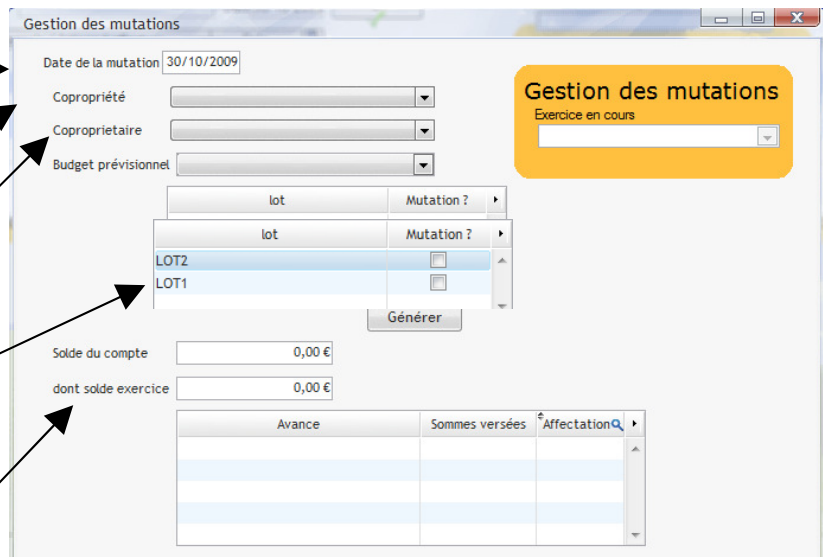 Gestion des mutations
Date de la mutation 30/10/2009
Copropriété
Coproprietaire
Budget prévisionnel
Gestion des mutations
Exercice en cours
lot Mutation ?
lot Mutation ?
LOT2
LOT1
Générer
Solde du compte 0,00 €
dont solde exercice 0,00 €
Avance Sommes versées Affectation